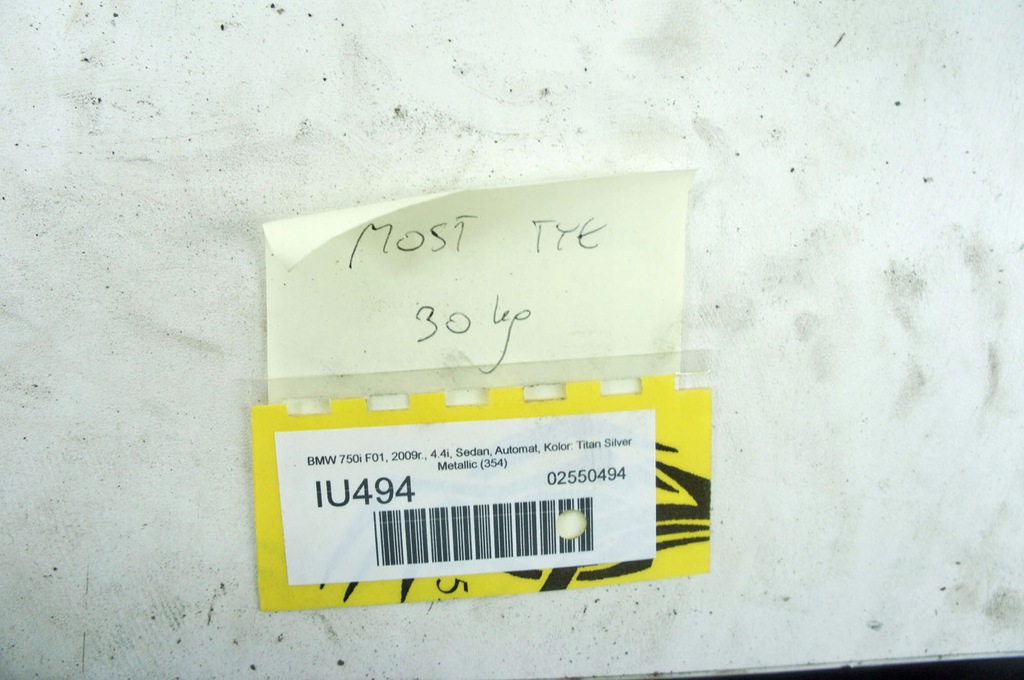 MOST TYŁ
30 kg
BMW 750i F01, 2009r., 4.4i, Sedan, Automat, Kolor: Titan Silver
Metallic (354)
IU494
02550494